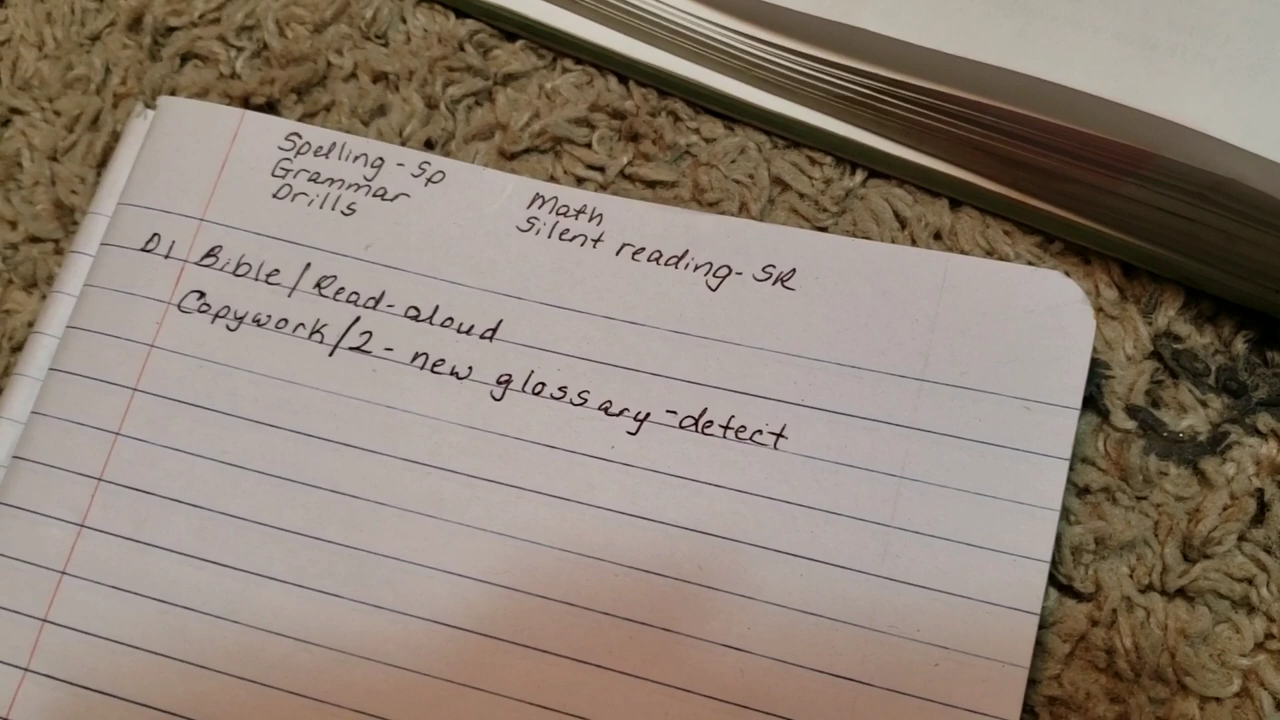 Spelling - Sp
Grammar
Drills
Math
Silent reading - SR
D1 Bible / Read-aloud
Copywork / 2 - new glossary - detect